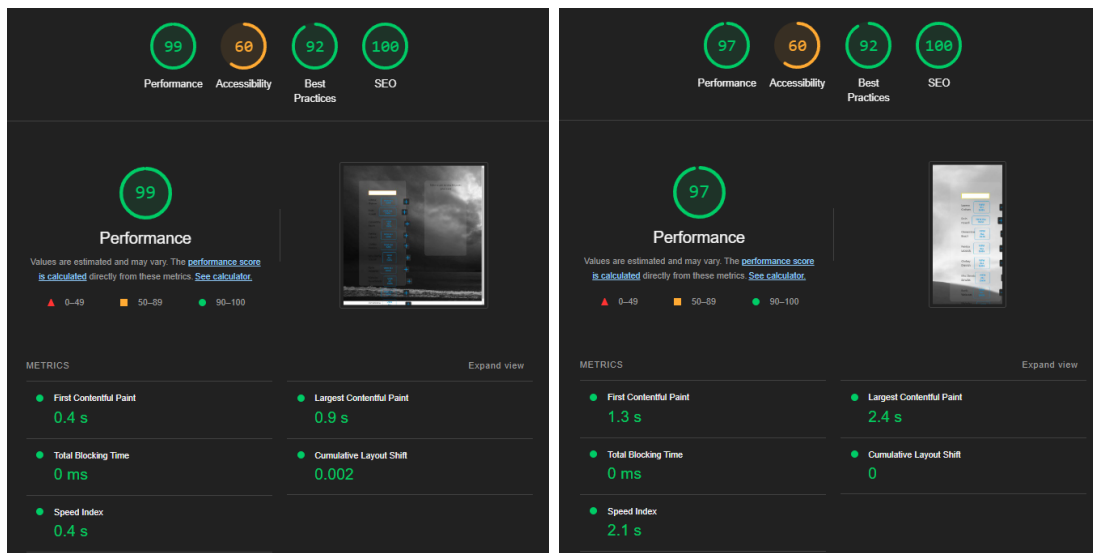 99
60
92
100
Performance
Accessibility
Best
Practices
SEO
99
Performance
Values are estimated and may vary. The performance score
is calculated directly from these metrics. See calculator.
0–49
50–89
90–100
METRICS
Expand view
First Contentful Paint
0.4 s
Largest Contentful Paint
0.9 s
Total Blocking Time
0 ms
Cumulative Layout Shift
0.002
Speed Index
0.4 s
97
60
92
100
Performance
Accessibility
Best
Practices
SEO
97
Performance
Values are estimated and may vary. The performance score
is calculated directly from these metrics. See calculator.
0–49
50–89
90–100
METRICS
Expand view
First Contentful Paint
1.3 s
Largest Contentful Paint
2.4 s
Total Blocking Time
0 ms
Cumulative Layout Shift
0
Speed Index
2.1 s